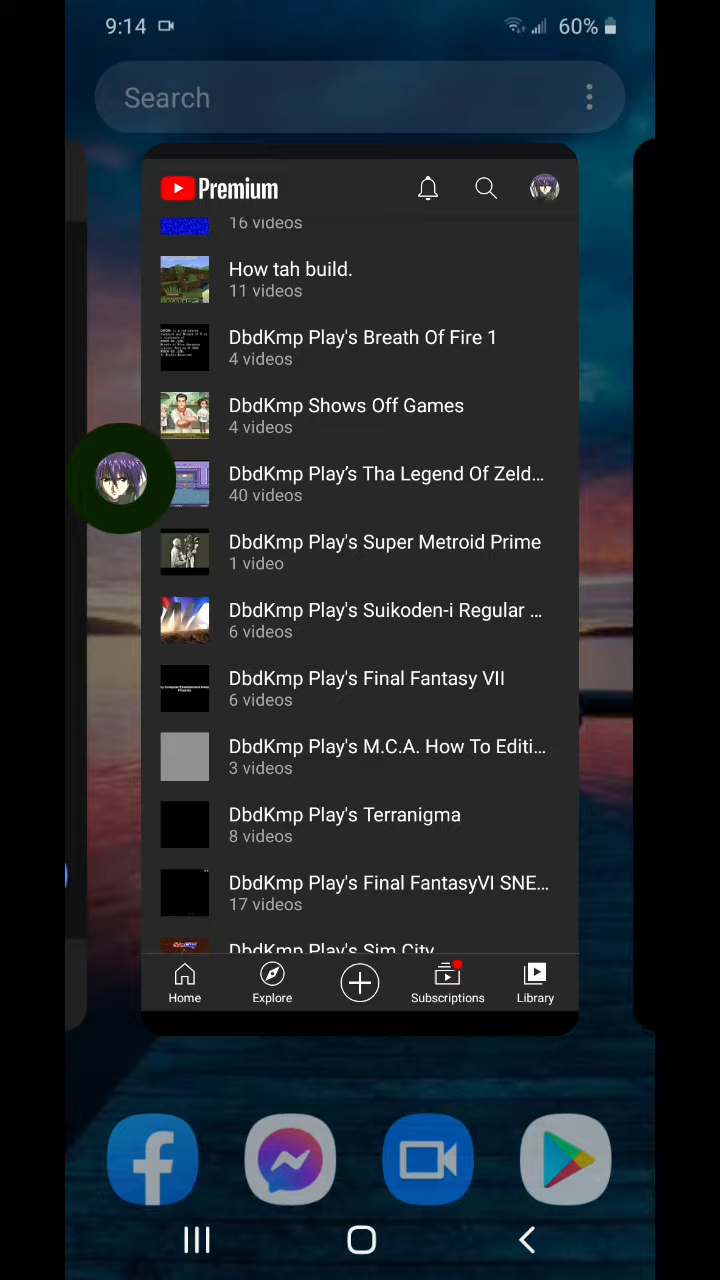 9:14
60%
Search
Premium
16 videos
How tah build.
11 videos
DbdKmp Play's Breath Of Fire 1
4 videos
DbdKmp Shows Off Games
4 videos
DbdKmp Play's Tha Legend Of Zeld...
40 videos
DbdKmp Play's Super Metroid Prime
1 video
DbdKmp Play's Suikoden-i Regular ...
6 videos
DbdKmp Play's Final Fantasy VII
6 videos
DbdKmp Play's M.C.A. How To Editi...
3 videos
DbdKmp Play's Terranigma
8 videos
DbdKmp Play's Final FantasyVI SNE...
17 videos
DbdKmp Play's Sim City
Home
Explore
Subscriptions
Library